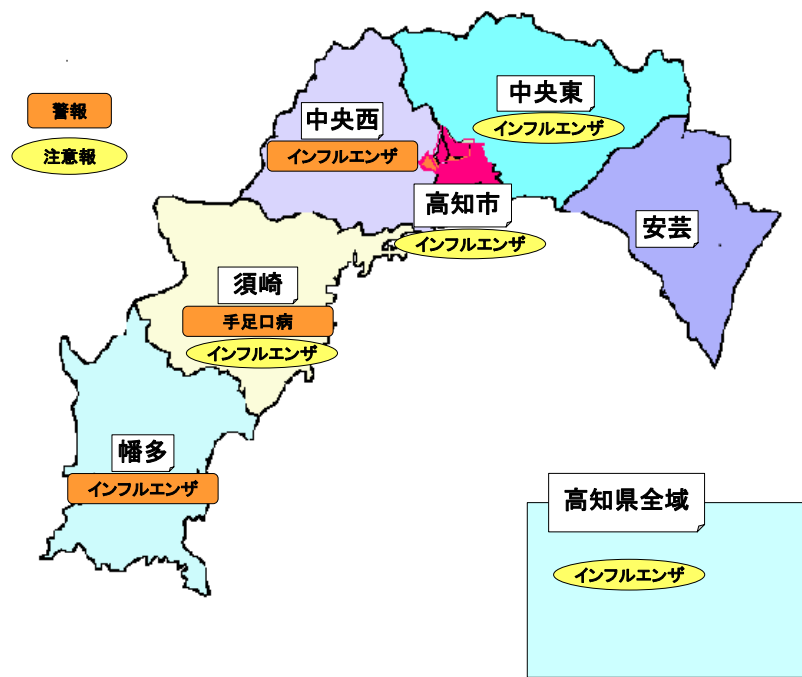 警報
注意報
中央東
インフルエンザ
中央西
インフルエンザ
高知市
インフルエンザ
安芸
須崎
手足口病
インフルエンザ
幡多
インフルエンザ
高知県全域
インフルエンザ